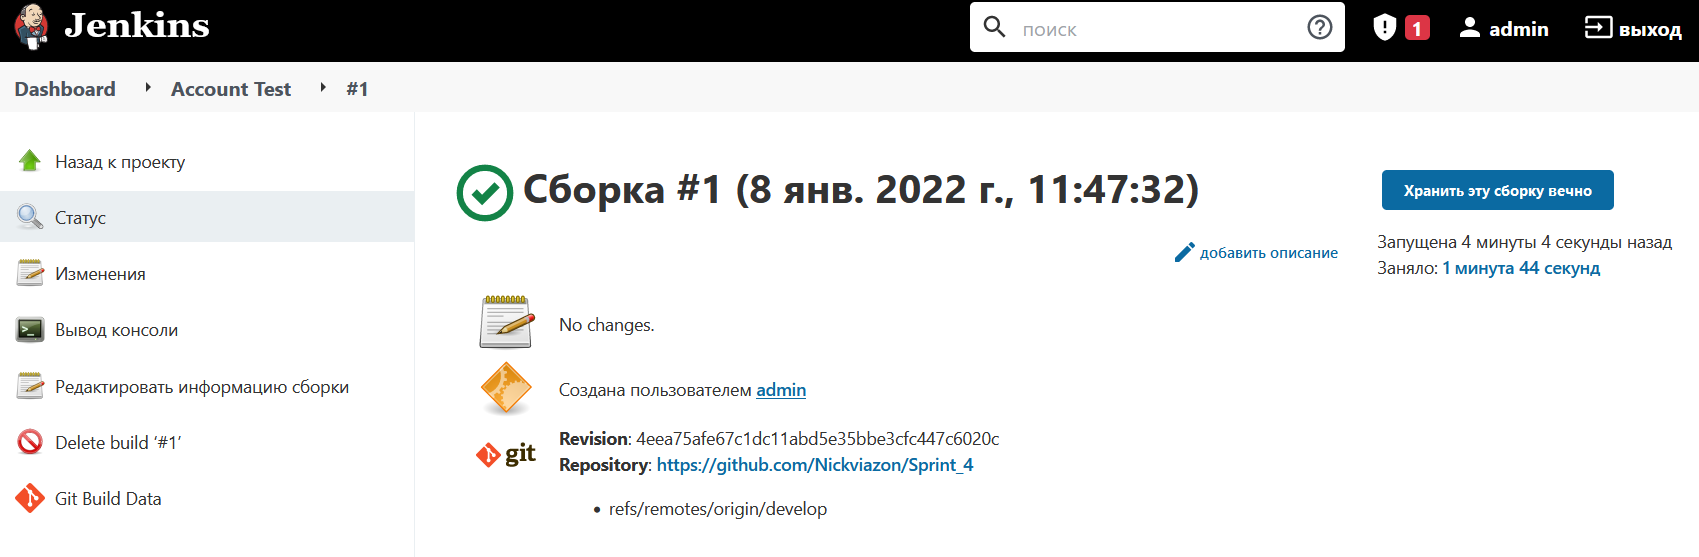 Jenkins
поиск
1
admin
выход
Dashboard
Account Test
#1
Назад к проекту
Статус
Изменения
Вывод консоли
Редактировать информацию сборки
Delete build ‘#1’
Git Build Data
Сборка #1 (8 янв. 2022 г., 11:47:32)
Хранить эту сборку вечно
добавить описание
Запущена 4 минуты 4 секунды назад
Заняло: 1 минута 44 секунд
No changes.
Создана пользователем admin
git
Revision: 4eea75afe67c1dc11abd5e35bbe3cfc447c6020c
Repository: https://github.com/Nickviazon/Sprint_4
• refs/remotes/origin/develop